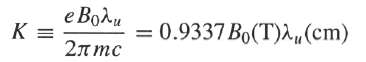 K ≡ eB₀λᵤ / 2πmc = 0.9337 B₀(T)λᵤ(cm)